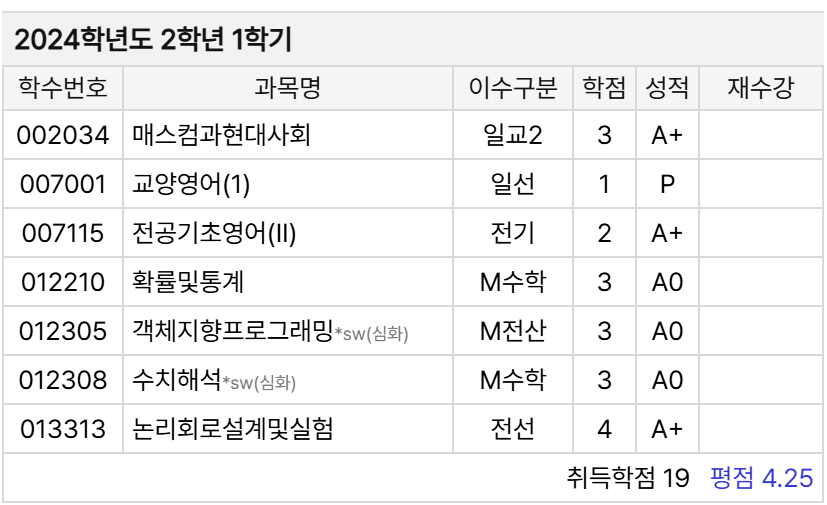 2024학년도 2학년 1학기
학수번호 과목명 이수구분 학점 성적 재수강
002034 매스컴과현대사회 일교2 3 A+
007001 교양영어(1) 일선 1 P
007115 전공기초영어(II) 전기 2 A+
012210 확률및통계 M수학 3 A0
012305 객체지향프로그래밍*sw(심화) M전산 3 A0
012308 수치해석*sw(심화) M수학 3 A0
013313 논리회로설계및실험 전선 4 A+
취득학점 19 평점 4.25